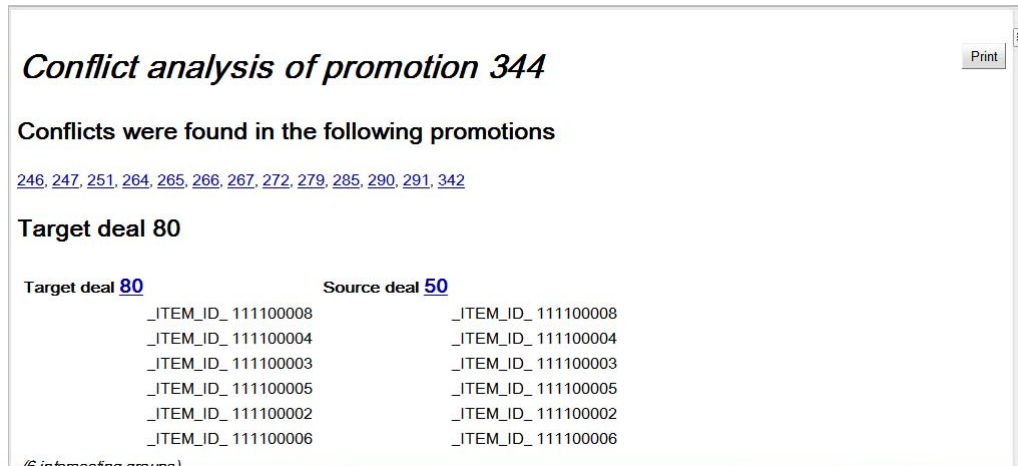 Conflict analysis of promotion 344
Print
Conflicts were found in the following promotions
246, 247, 251, 264, 265, 266, 267, 272, 279, 285, 290, 291, 342
Target deal 80
Target deal 80 Source deal 50
_ITEM_ID_ 111100008 _ITEM_ID_ 111100008
_ITEM_ID_ 111100004 _ITEM_ID_ 111100004
_ITEM_ID_ 111100003 _ITEM_ID_ 111100003
_ITEM_ID_ 111100005 _ITEM_ID_ 111100005
_ITEM_ID_ 111100002 _ITEM_ID_ 111100002
_ITEM_ID_ 111100006 _ITEM_ID_ 111100006